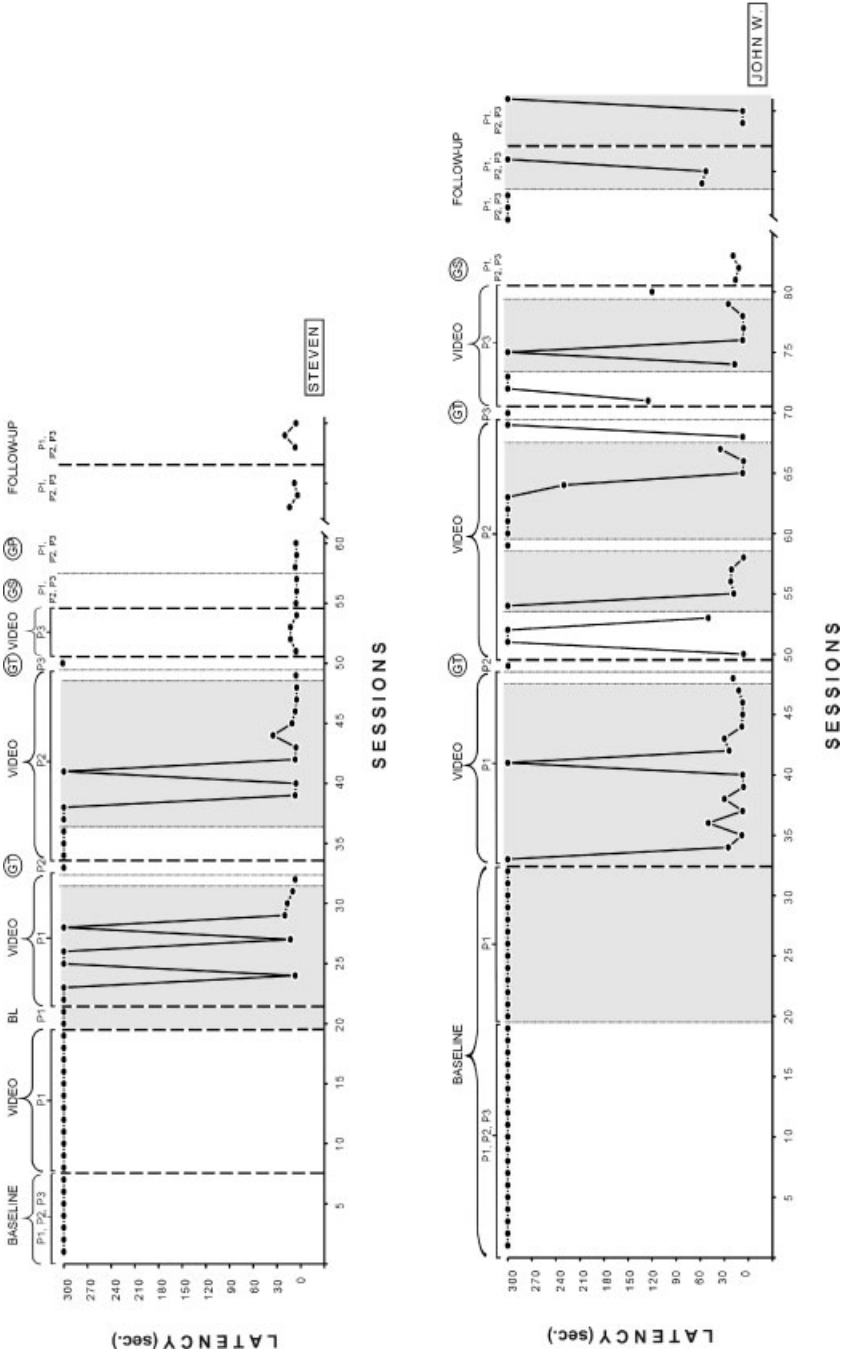 BASELINE VIDEO BL VIDEO GT VIDEO GT VIDEO GS GP FOLLOW-UP
P1, P2, P3 P1 P1 P1 P2 P2 P3 P3 P1, P2, P3 P1, P2, P3 P1, P2, P3 P1, P2, P3
300
270
240
210
180
150
120
90
60
30
0
LATENCY (sec.)
5 10 15 20 25 30 35 40 45 50 55 60
SESSIONS
STEVEN
BASELINE VIDEO GT VIDEO GT VIDEO GS FOLLOW-UP
P1, P2, P3 P1 P1 P2 P2 P3 P3 P1, P2, P3 P1, P2, P3 P1, P2, P3 P1, P2, P3
300
270
240
210
180
150
120
90
60
30
0
LATENCY (sec.)
5 10 15 20 25 30 35 40 45 50 55 60 65 70 75 80
SESSIONS
JOHN W.